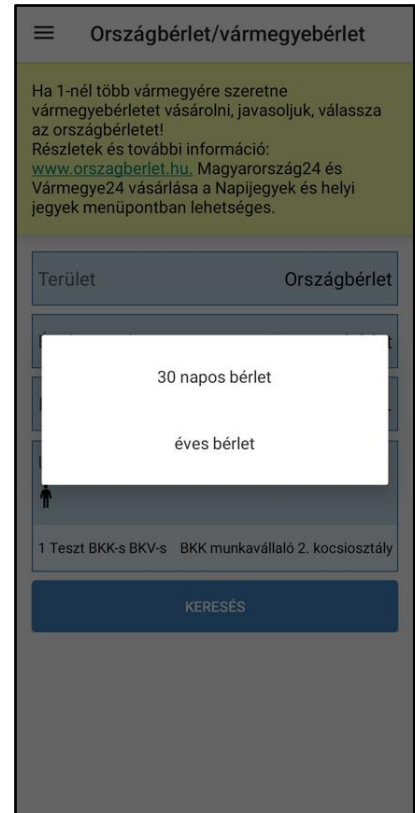 Országbérlet/vármegyebérlet
Ha 1-nél több vármegyére szeretne
vármegyebérletet vásárolni, javasoljuk, válassza
az országbérletet!
Részletek és további információ:
www.orszagberlet.hu. Magyarország24 és
Vármegye24 vásárlása a Napijegyek és helyi
jegyek menüpontban lehetséges.
Terület Országbérlet
30 napos bérlet
éves bérlet
1 Teszt BKK-s BKV-s BKK munkavállaló 2. kocsiosztály
KERESÉS